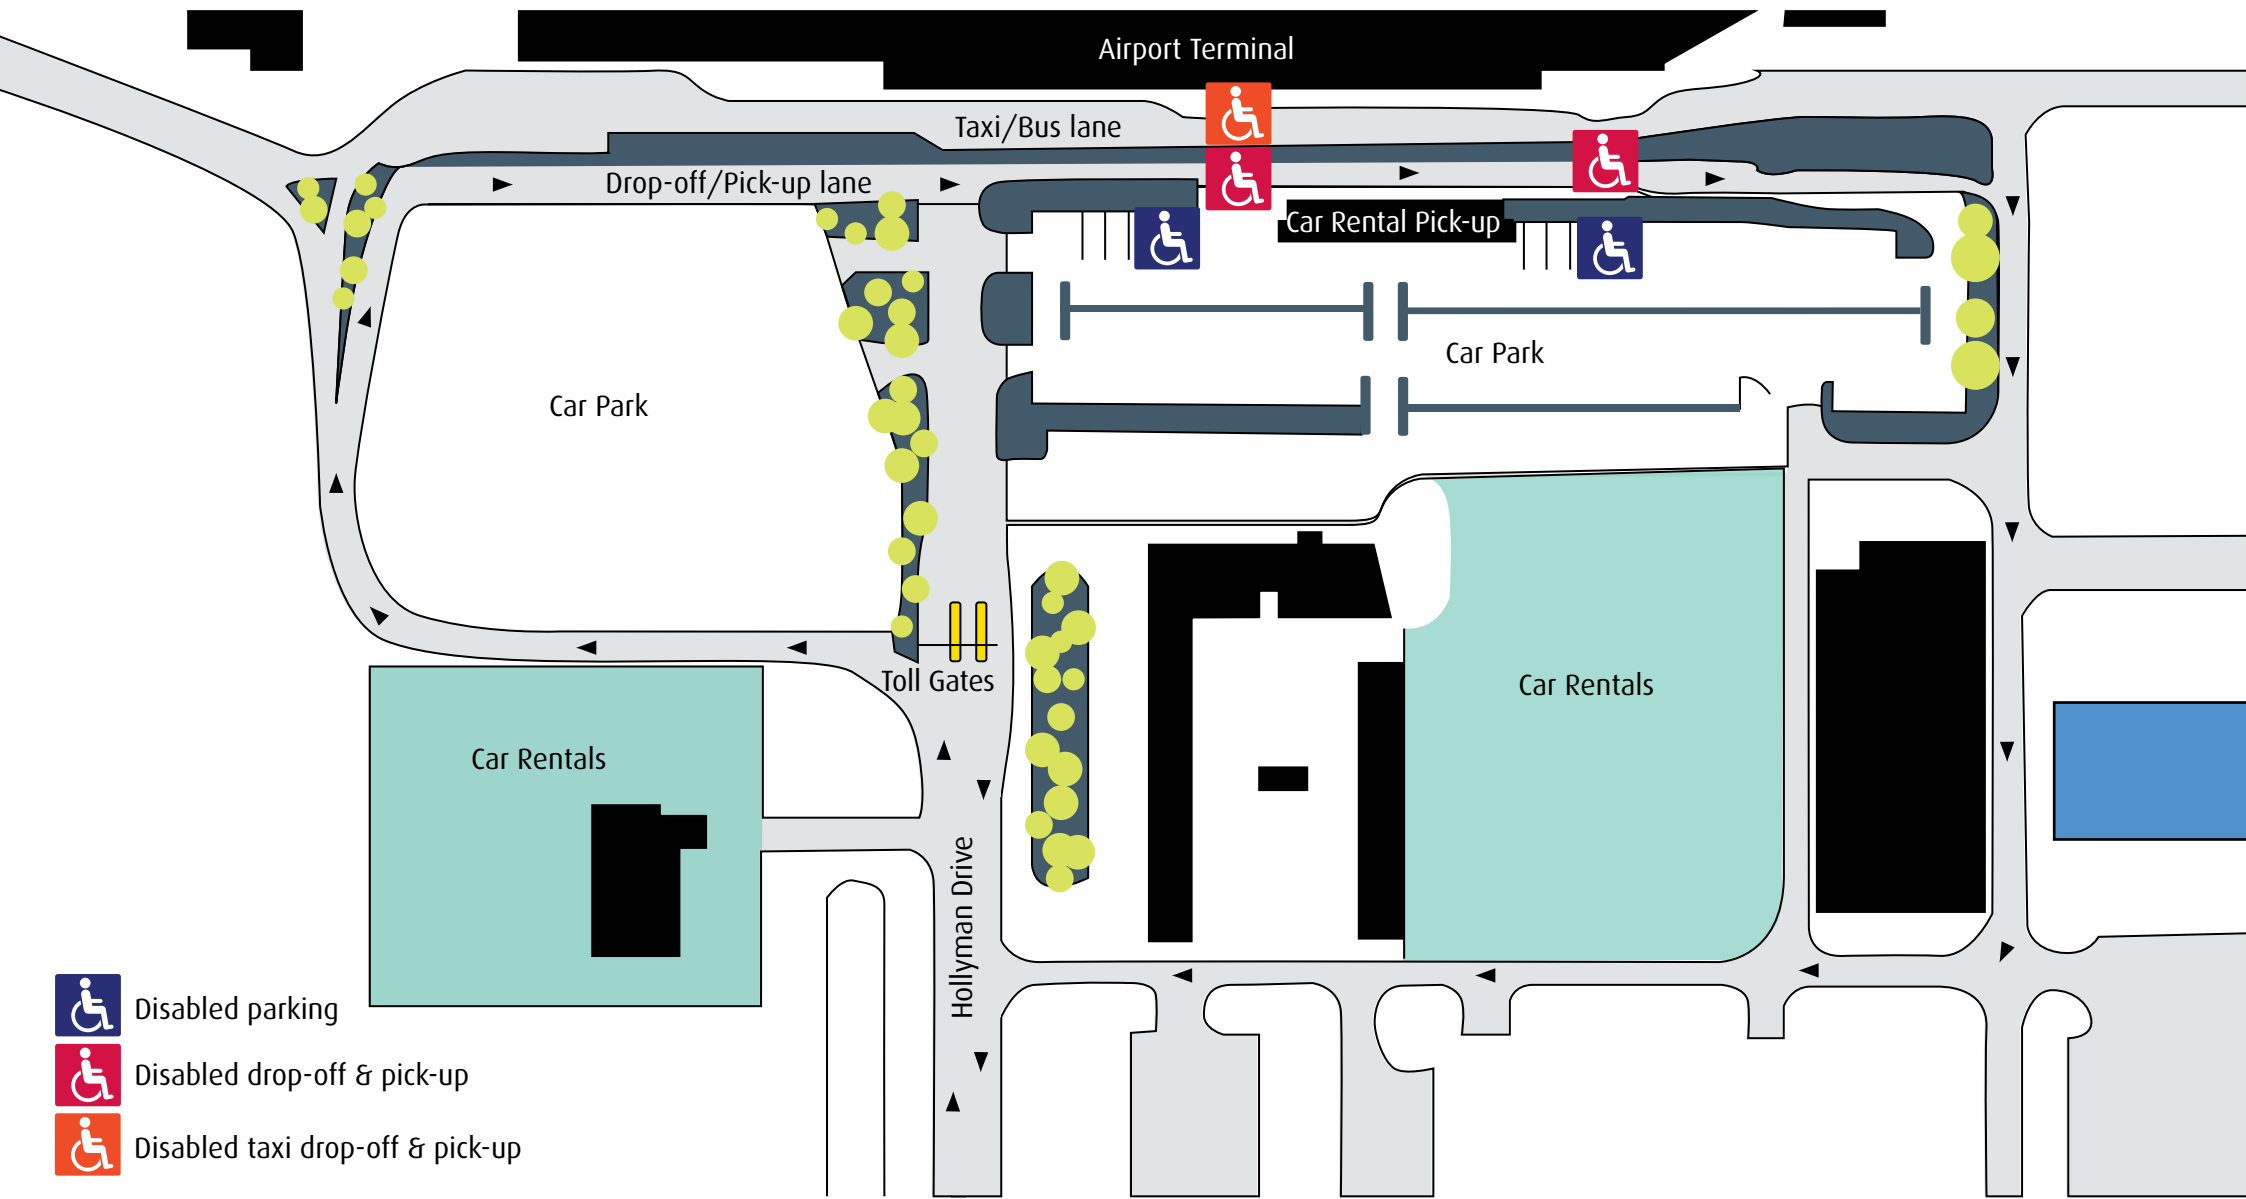 Airport Terminal
Taxi/Bus lane
Drop-off/Pick-up lane
Car Rental Pick-up
Car Park
Car Park
Toll Gates
Car Rentals
Car Rentals
Hollyman Drive
Disabled parking
Disabled drop-off & pick-up
Disabled taxi drop-off & pick-up